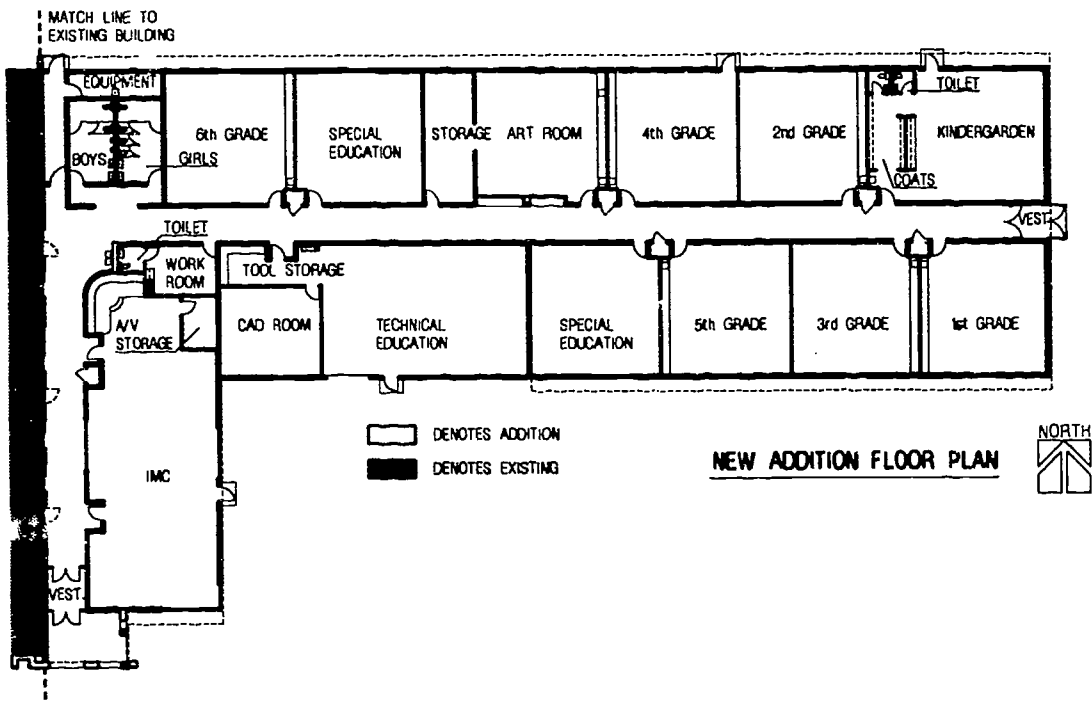 MATCH LINE TO
EXISTING BUILDING
EQUIPMENT
BOYS
GIRLS
6th GRADE
SPECIAL
EDUCATION
STORAGE
ART ROOM
4th GRADE
2nd GRADE
TOILET
KINDERGARDEN
COATS
VEST.
TOILET
WORK
ROOM
TOOL STORAGE
A/V
STORAGE
CAD ROOM
TECHNICAL
EDUCATION
SPECIAL
EDUCATION
5th GRADE
3rd GRADE
1st GRADE
IMC
VEST.
DENOTES ADDITION
DENOTES EXISTING
NEW ADDITION FLOOR PLAN
NORTH